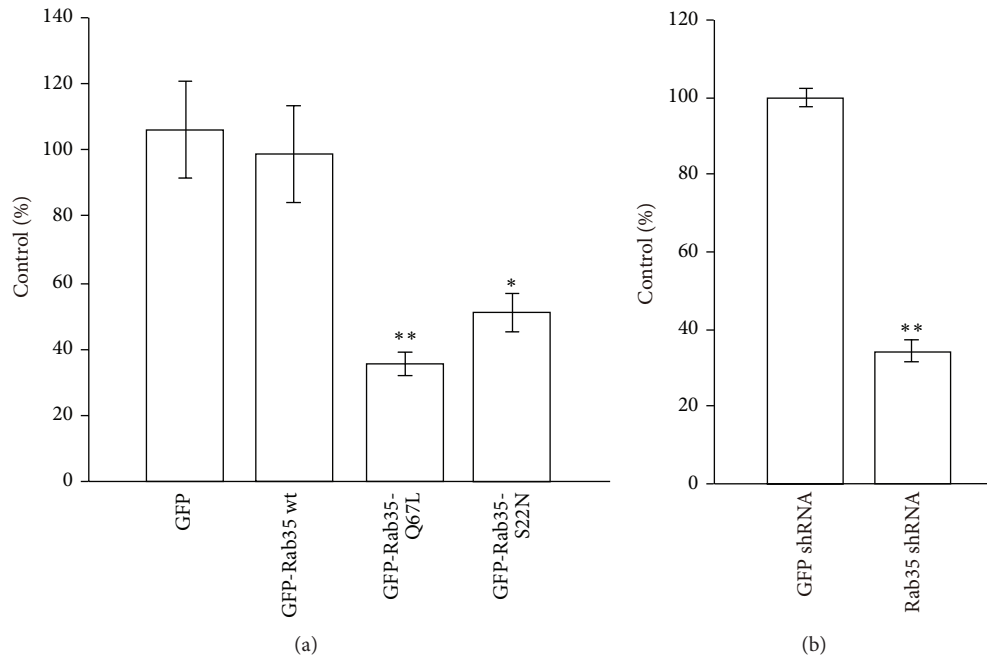 140
120
100
80
60
40
20
0
Control (%)
**
*
GFP
GFP-Rab35 wt
GFP-Rab35-
Q67L
GFP-Rab35-
S22N
(a)
120
100
80
60
40
20
0
Control (%)
**
GFP shRNA
Rab35 shRNA
(b)